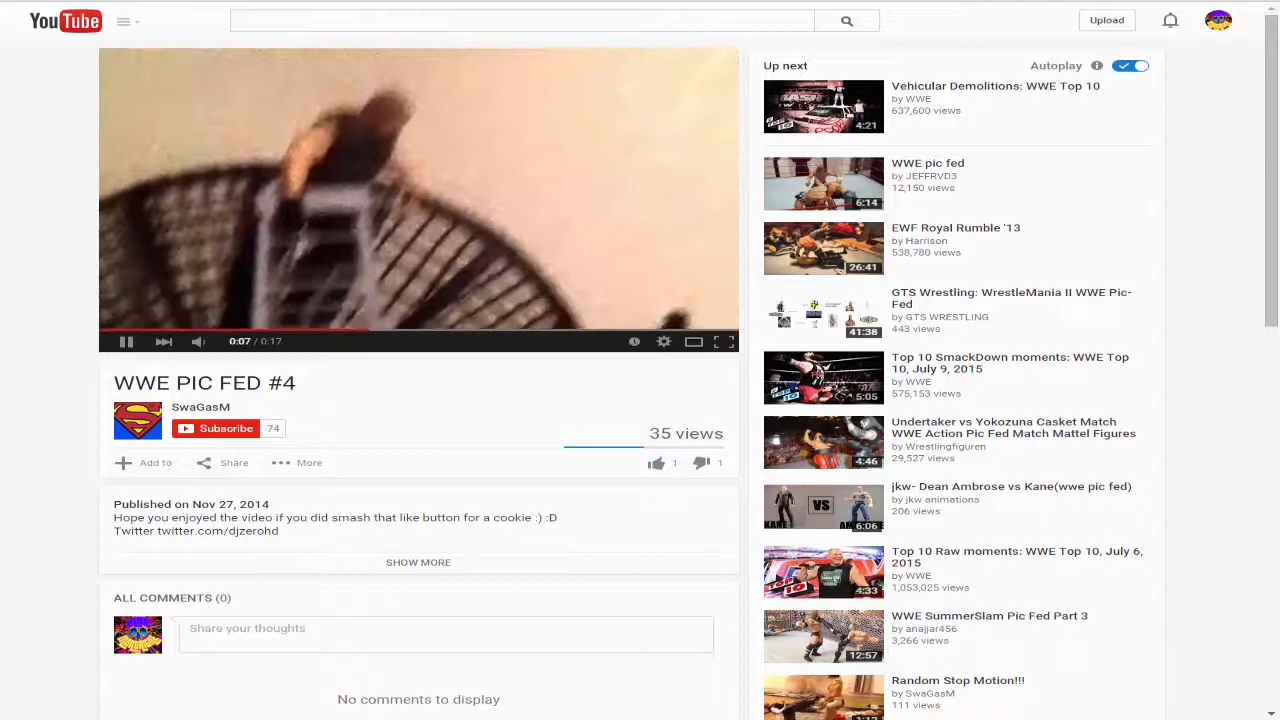 YouTube
Upload
0:07 / 0:17
WWE PIC FED #4
SwaGasM
Subscribe 74
35 views
Add to Share More 1 1
Published on Nov 27, 2014
Hope you enjoyed the video if you did smash that like button for a cookie :) :D
Twitter twitter.com/djzerohd
SHOW MORE
ALL COMMENTS (0)
Share your thoughts
No comments to display
Up next
Autoplay
Vehicular Demolitions: WWE Top 10
by WWE
637,600 views
4:21
WWE pic fed
by JEFFRVD3
12,150 views
6:14
EWF Royal Rumble '13
by Harrison
538,780 views
26:41
GTS Wrestling: WrestleMania II WWE Pic-
Fed
by GTS WRESTLING
443 views
41:38
Top 10 SmackDown moments: WWE Top
10, July 9, 2015
by WWE
575,153 views
5:05
Undertaker vs Yokozuna Casket Match
WWE Action Pic Fed Match Mattel Figures
by Wrestlingfiguren
29,527 views
4:46
jkw- Dean Ambrose vs Kane(wwe pic fed)
by jkw animations
206 views
VS
KANE
6:06
Top 10 Raw moments: WWE Top 10, July 6,
2015
by WWE
1,053,025 views
TOP 10
4:33
WWE SummerSlam Pic Fed Part 3
by anajjar456
3,266 views
12:57
Random Stop Motion!!!
by SwaGasM
111 views